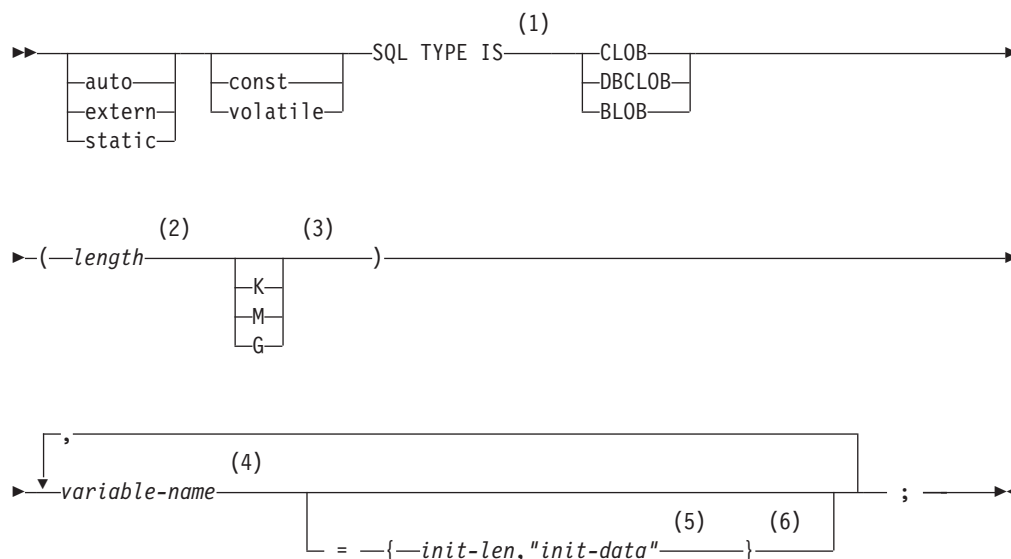 (1)
SQL TYPE IS CLOB
auto const DBCLOB
extern volatile BLOB
static
(2) (3)
( length )
K
M
G
,
(4)
variable-name ;
(5) (6)
= { init-len,"init-data" }